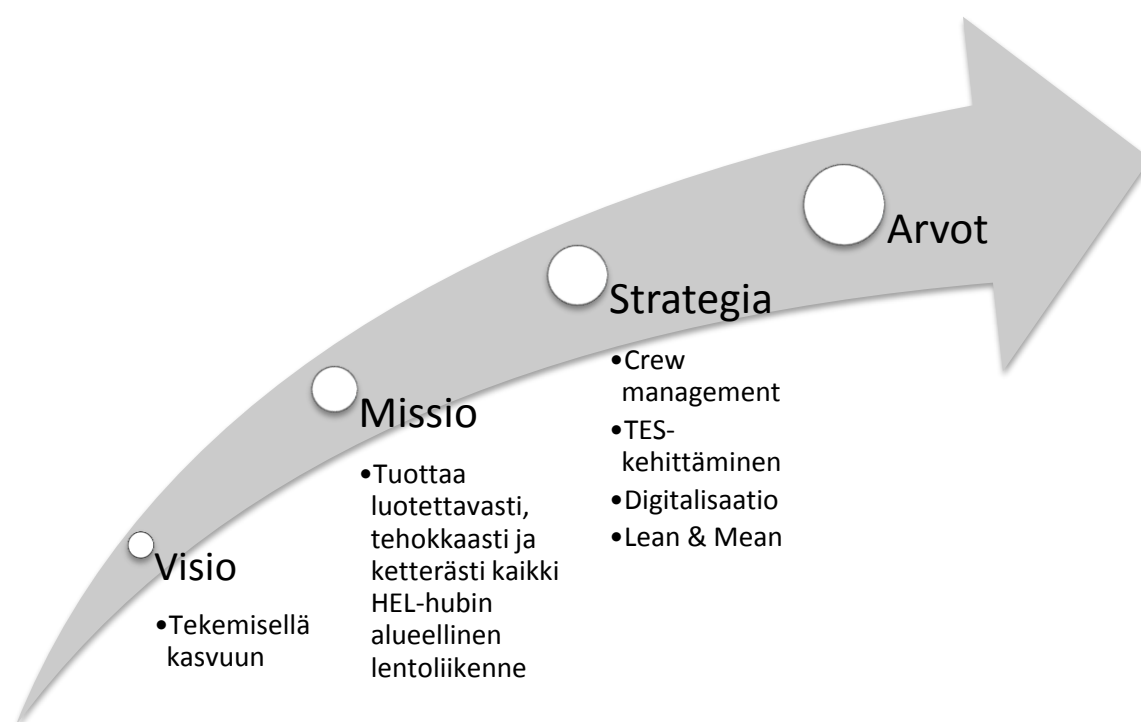 Visio
•Tekemisellä
kasvuun
Missio
•Tuottaa
luotettavasti,
tehokkaasti ja
ketterästi kaikki
HEL-hubin
alueellinen
lentoliikenne
Strategia
•Crew
management
•TES-
kehittäminen
•Digitalisaatio
•Lean & Mean
Arvot